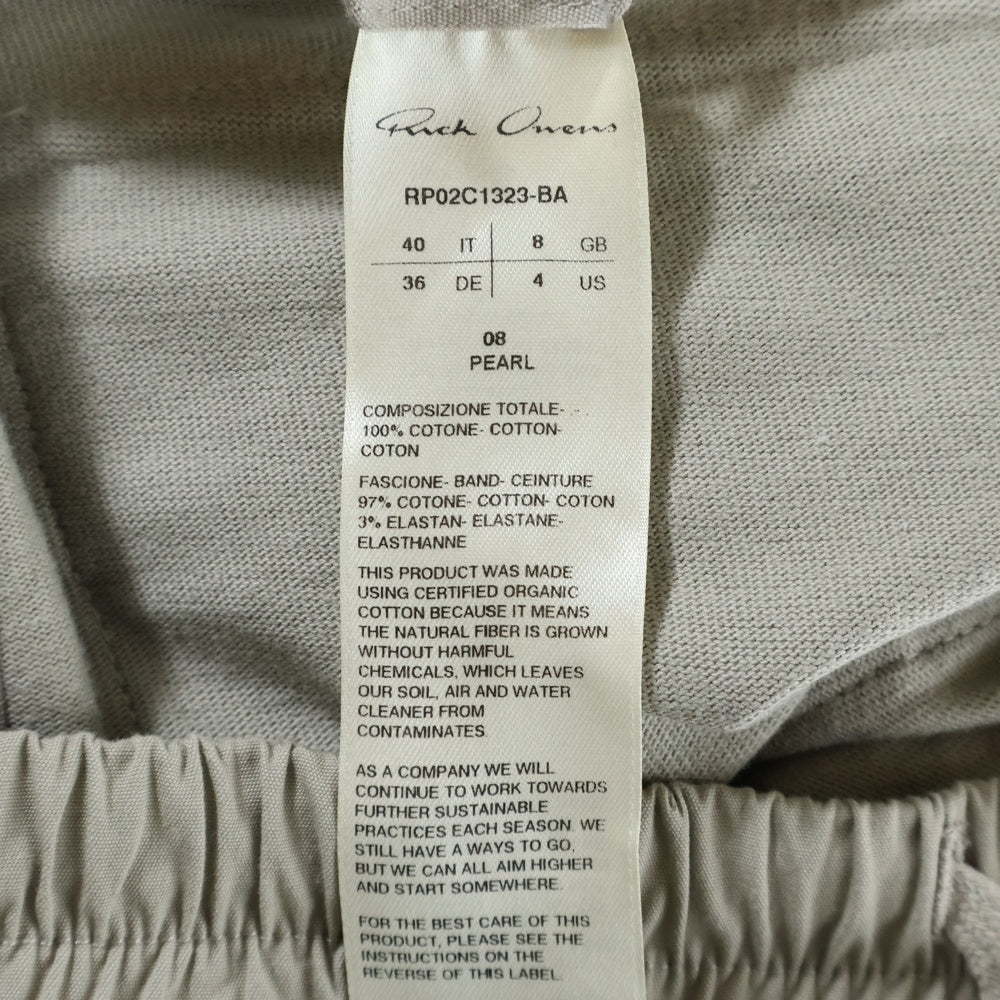 Rick Owens
RP02C1323-BA
40 IT 8 GB
36 DE 4 US
08
PEARL
COMPOSIZIONE TOTALE- - -
100% COTONE- COTTON-
COTON
FASCIONE- BAND- CEINTURE
97% COTONE- COTTON- COTON
3% ELASTAN- ELASTANE-
ELASTHANNE
THIS PRODUCT WAS MADE
USING CERTIFIED ORGANIC
COTTON BECAUSE IT MEANS
THE NATURAL FIBER IS GROWN
WITHOUT HARMFUL
CHEMICALS, WHICH LEAVES
OUR SOIL, AIR AND WATER
CLEANER FROM
CONTAMINATES.
AS A COMPANY WE WILL
CONTINUE TO WORK TOWARDS
FURTHER SUSTAINABLE
PRACTICES EACH SEASON. WE
STILL HAVE A WAYS TO GO,
BUT WE CAN ALL AIM HIGHER
AND START SOMEWHERE.
FOR THE BEST CARE OF THIS
PRODUCT, PLEASE SEE THE
INSTRUCTIONS ON THE
REVERSE OF THIS LABEL.